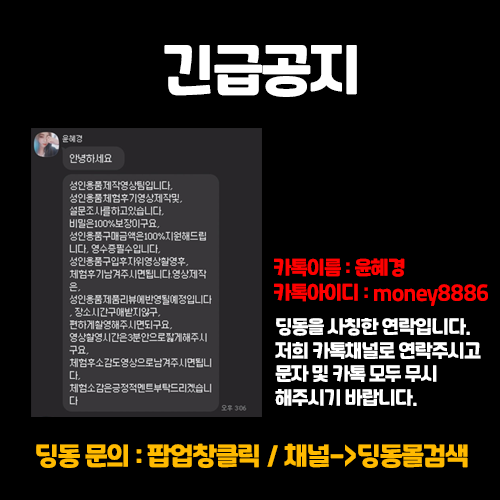 긴급공지
윤혜경
안녕하세요
성인용품제작영상팀입니다,
성인용품체험후기영상제작및,
설문조사를하고있습니다,
비밀은100%보장이구요,
성인용품구매금액은100%지원해드립
니다, 영수증필수입니다,
성인용품구입후자위영상촬영후,
체험후기남겨주시면됩니다.영상제작
은,
성인용품제품리뷰에반영될예정입니다
, 장소시간구애받지않구,
편하게촬영해주시면되구요,
영상촬영시간은3분안으로짧게해주시
구요,
체험후소감도영상으로남겨주시면됩니
다,
체험소감은긍정적멘트부탁드리겠습니
다
오후 3:06
카톡이름 : 윤혜경
카톡아이디 : money8886
딩동을 사칭한 연락입니다.
저희 카톡채널로 연락주시고
문자 및 카톡 모두 무시
해주시기 바랍니다.
딩동 문의 : 팝업창클릭 / 채널->딩동몰검색